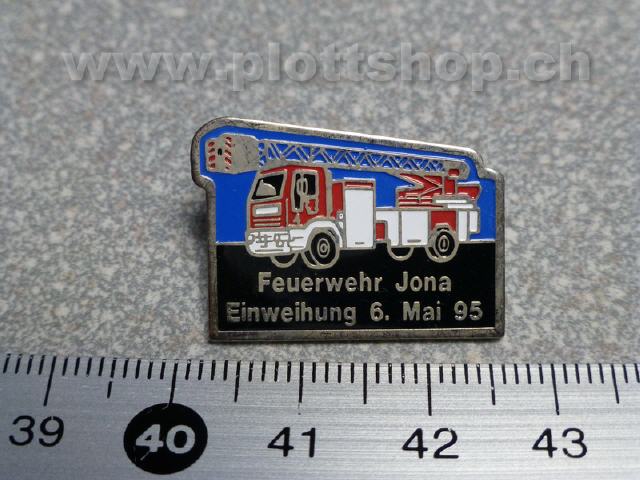 www.plottshop.ch
Feuerwehr Jona
Einweihung 6. Mai 95
39 40 41 42 43